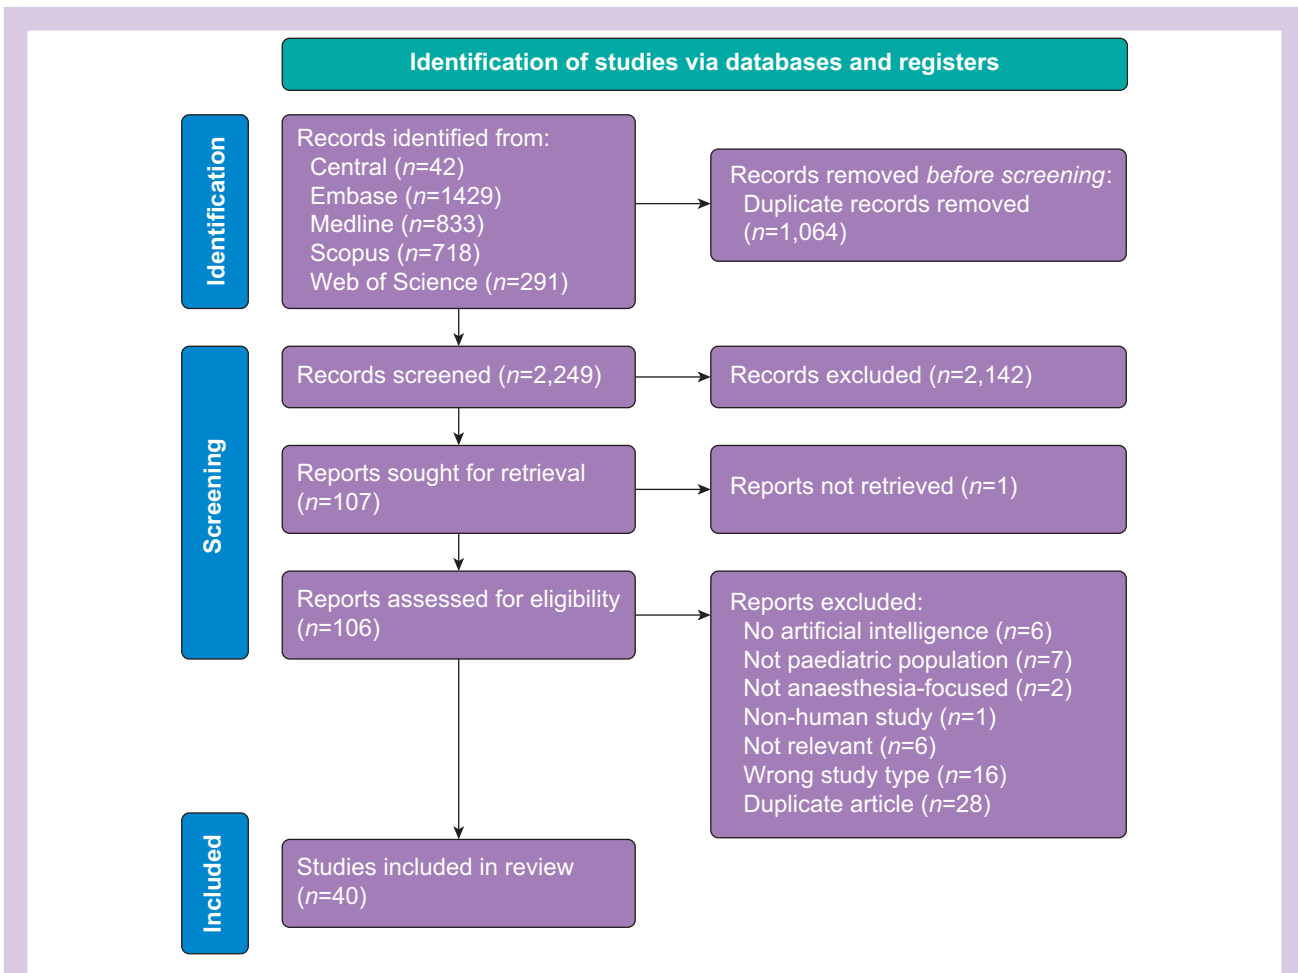 Identification of studies via databases and registers
Identification
Records identified from:
Central (n=42)
Embase (n=1429)
Medline (n=833)
Scopus (n=718)
Web of Science (n=291)
Records removed before screening:
Duplicate records removed
(n=1,064)
Screening
Records screened (n=2,249)
Records excluded (n=2,142)
Reports sought for retrieval
(n=107)
Reports not retrieved (n=1)
Reports assessed for eligibility
(n=106)
Reports excluded:
No artificial intelligence (n=6)
Not paediatric population (n=7)
Not anaesthesia-focused (n=2)
Non-human study (n=1)
Not relevant (n=6)
Wrong study type (n=16)
Duplicate article (n=28)
Included
Studies included in review
(n=40)